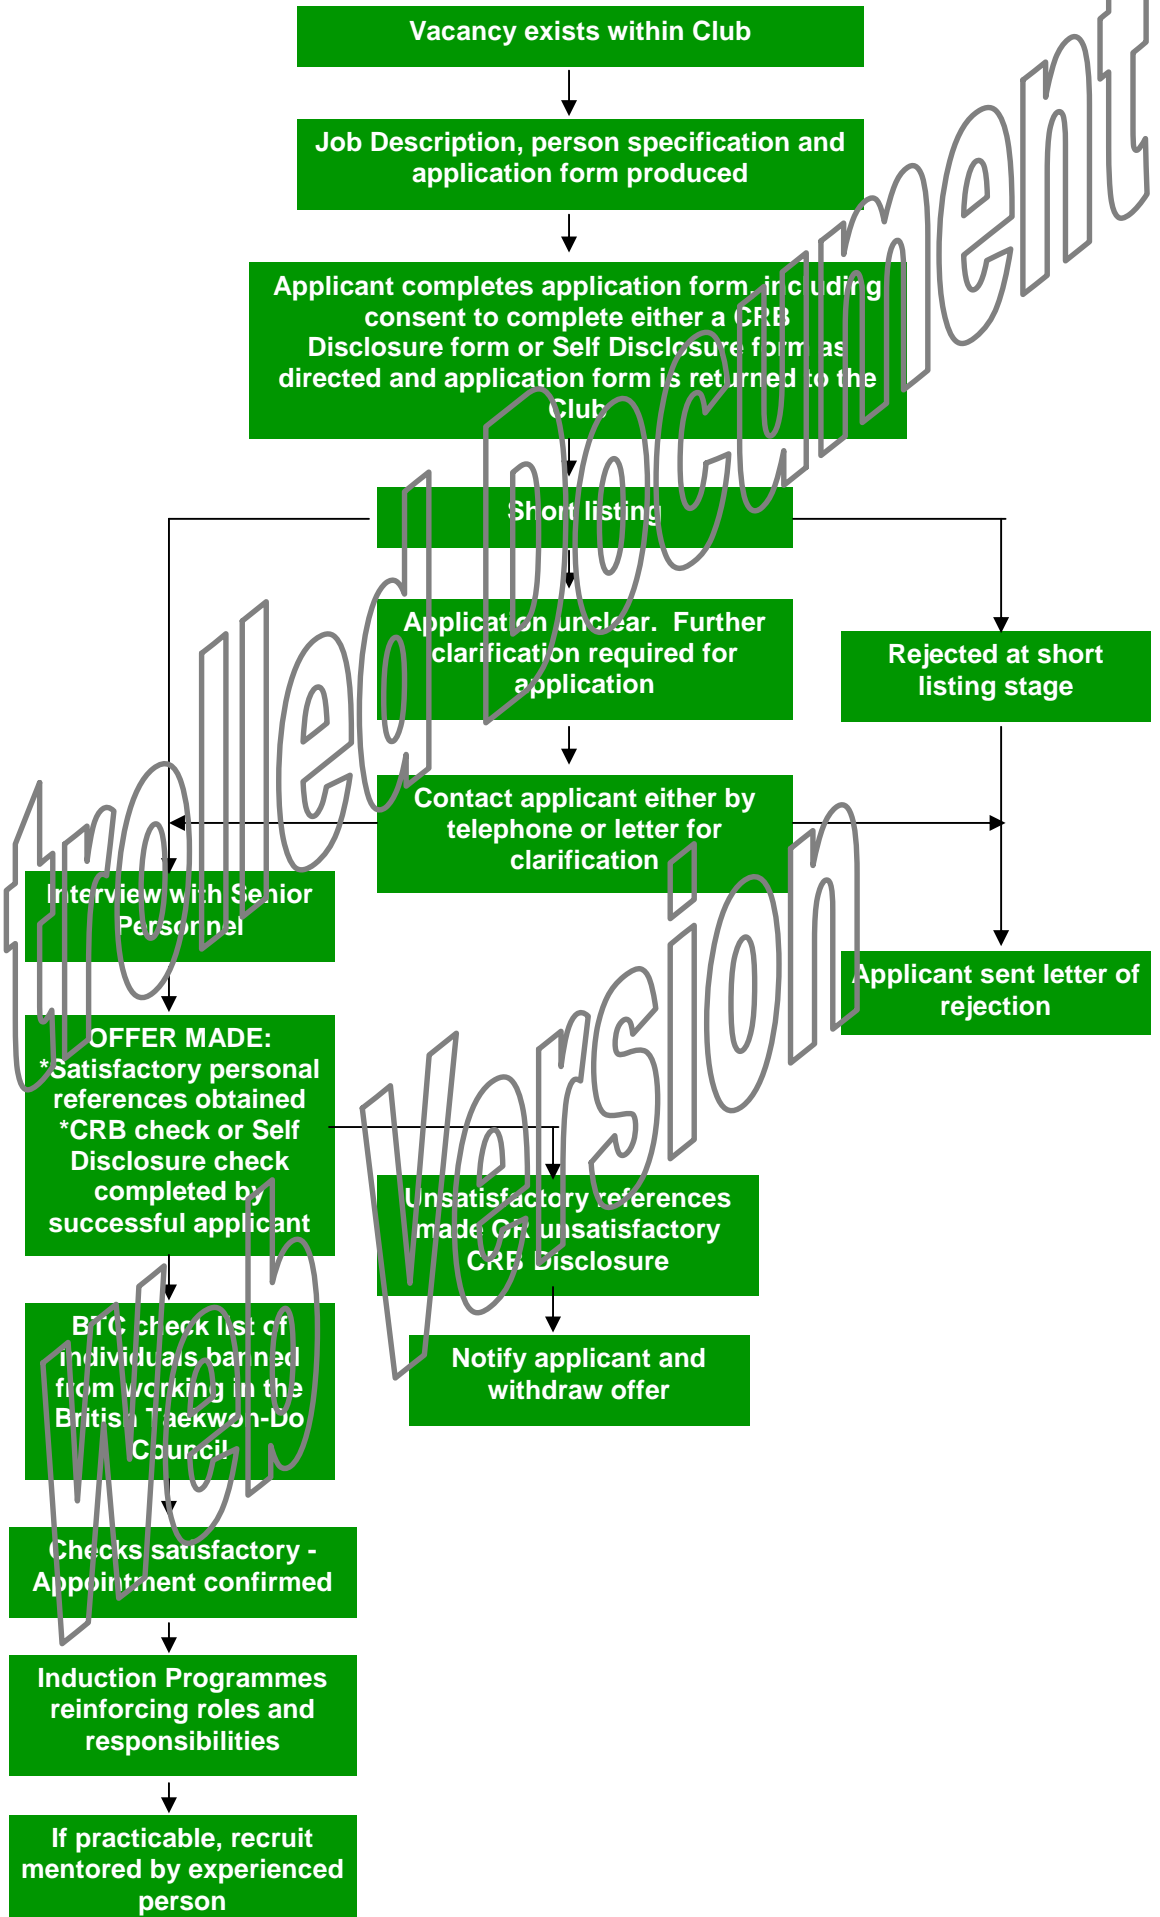 Vacancy exists within Club
Job Description, person specification and
application form produced
Applicant completes application form, including
consent to complete either a CRB
Disclosure form or Self Disclosure form as
directed and application form is returned to the
Club
Short listing
Application unclear.  Further
clarification required for
application
Rejected at short
listing stage
Contact applicant either by
telephone or letter for
clarification
Interview with Senior
Personnel
Applicant sent letter of
rejection
OFFER MADE:
*Satisfactory personal
references obtained
*CRB check or Self
Disclosure check
completed by
successful applicant
Unsatisfactory references
made OR unsatisfactory
CRB Disclosure
BTC check list of
individuals banned
from working in the
British Taekwon-Do
Council
Notify applicant and
withdraw offer
Checks satisfactory -
Appointment confirmed
Induction Programmes
reinforcing roles and
responsibilities
If practicable, recruit
mentored by experienced
person
trolled Document
Web Version